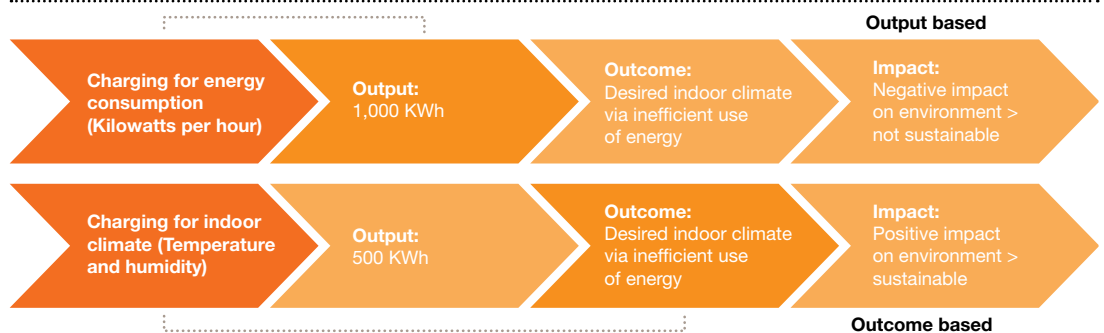 Output based
Charging for energy
consumption
(Kilowatts per hour)
Output:
1,000 KWh
Outcome:
Desired indoor climate
via inefficient use
of energy
Impact:
Negative impact
on environment >
not sustainable
Charging for indoor
climate (Temperature
and humidity)
Output:
500 KWh
Outcome:
Desired indoor climate
via inefficient use
of energy
Impact:
Positive impact
on environment >
sustainable
Outcome based